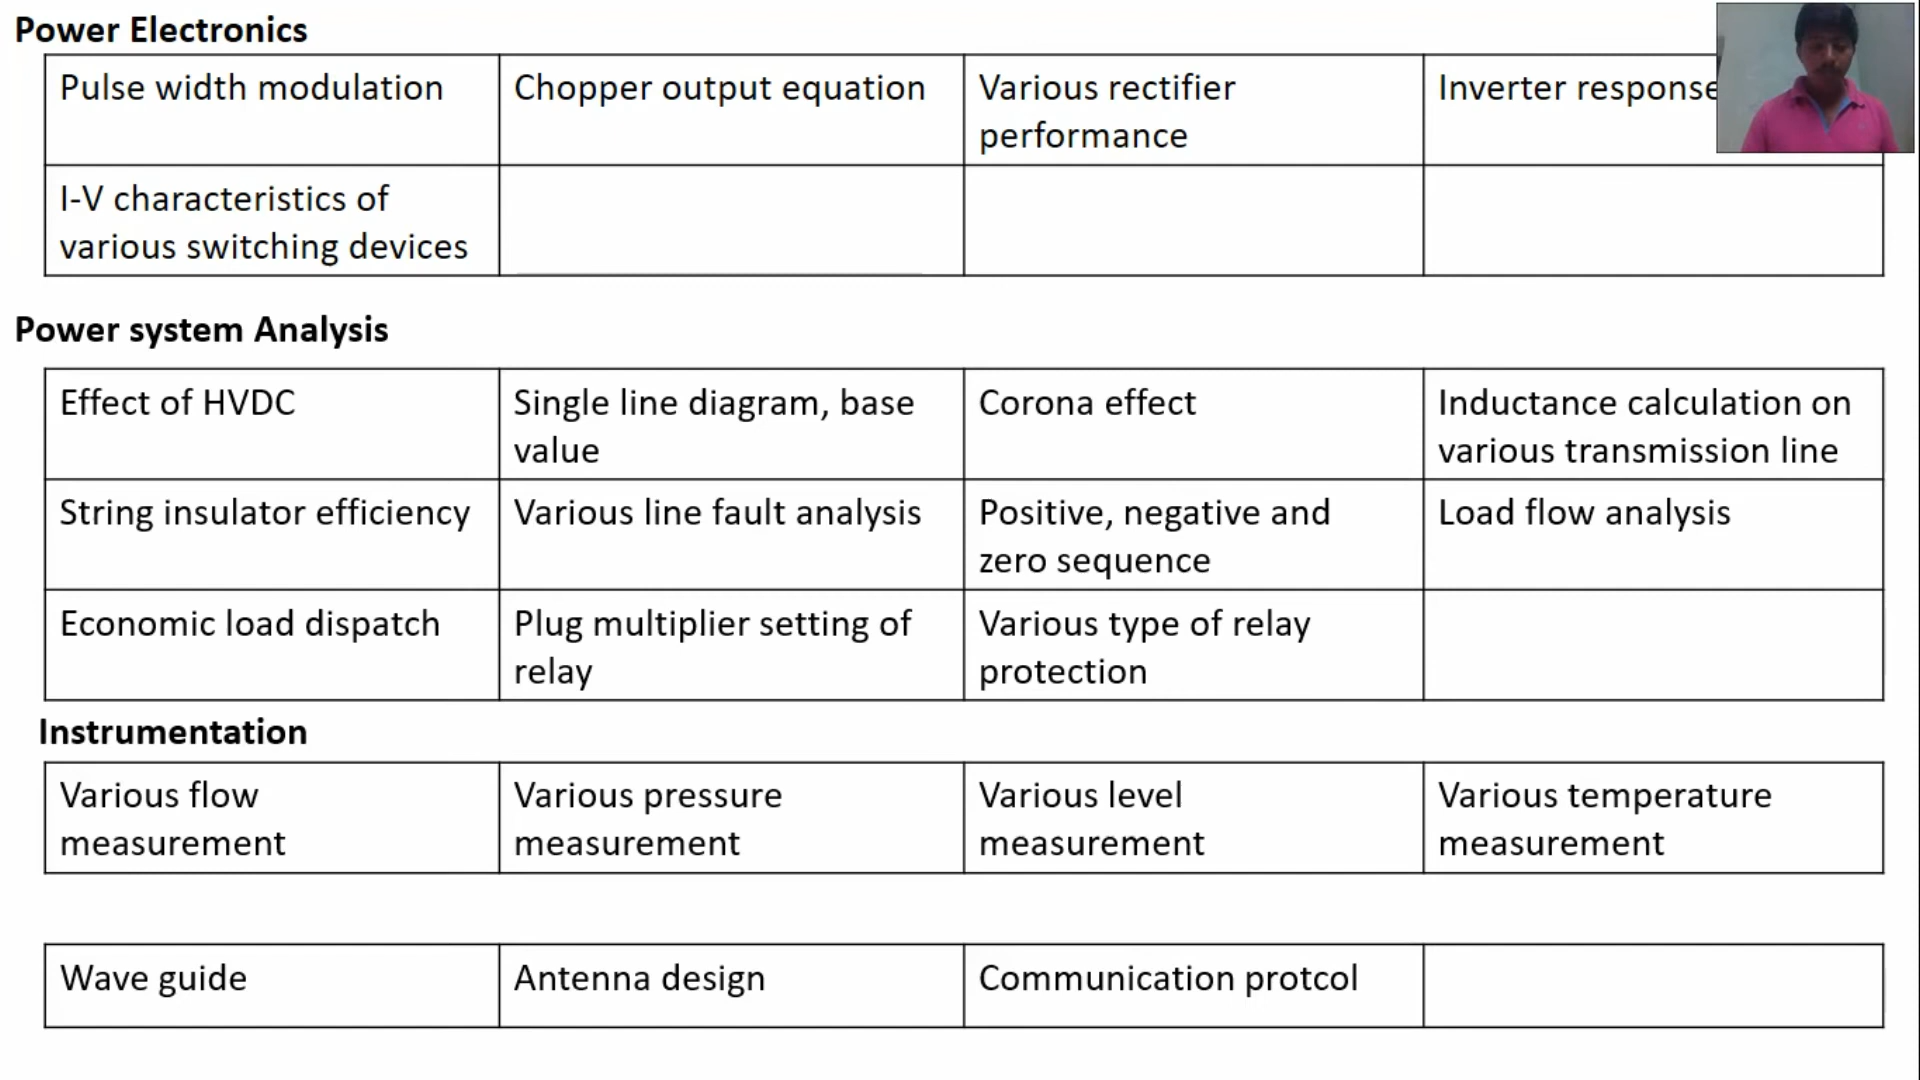 Power Electronics
Pulse width modulation
Chopper output equation
Various rectifier
performance
Inverter response
I-V characteristics of
various switching devices
Power system Analysis
Effect of HVDC
Single line diagram, base
value
Corona effect
Inductance calculation on
various transmission line
String insulator efficiency
Various line fault analysis
Positive, negative and
zero sequence
Load flow analysis
Economic load dispatch
Plug multiplier setting of
relay
Various type of relay
protection
Instrumentation
Various flow
measurement
Various pressure
measurement
Various level
measurement
Various temperature
measurement
Wave guide
Antenna design
Communication protcol